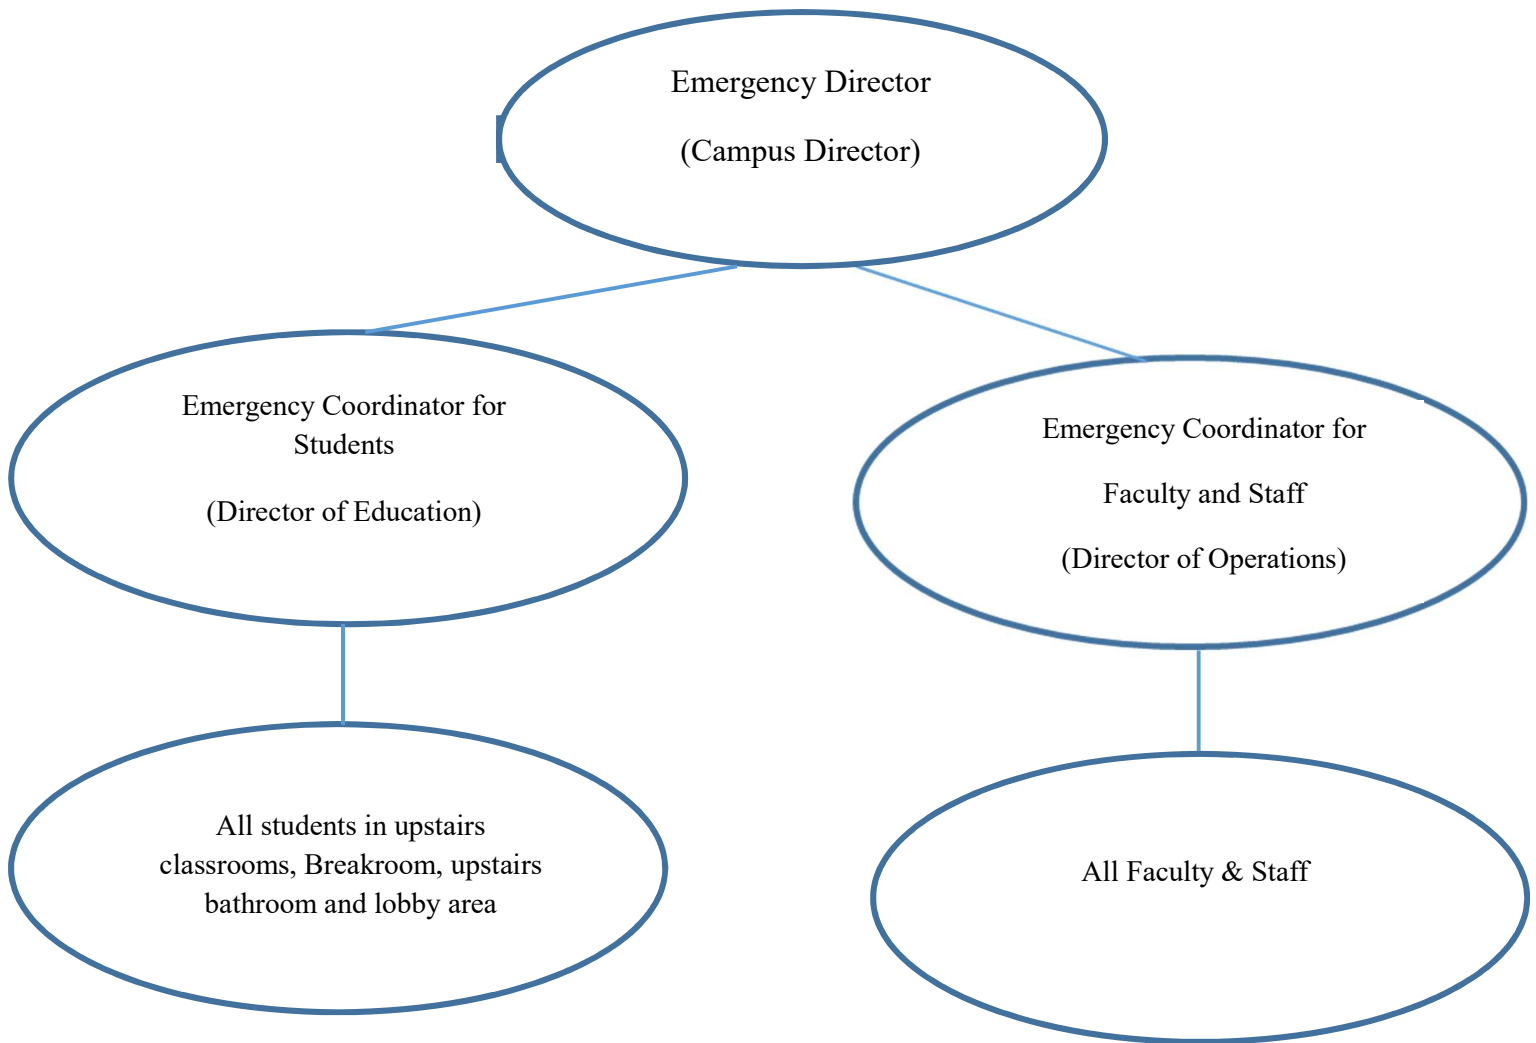 Emergency Director
(Campus Director)
Emergency Coordinator for
Students
(Director of Education)
Emergency Coordinator for
Faculty and Staff
(Director of Operations)
All students in upstairs
classrooms, Breakroom, upstairs
bathroom and lobby area
All Faculty & Staff